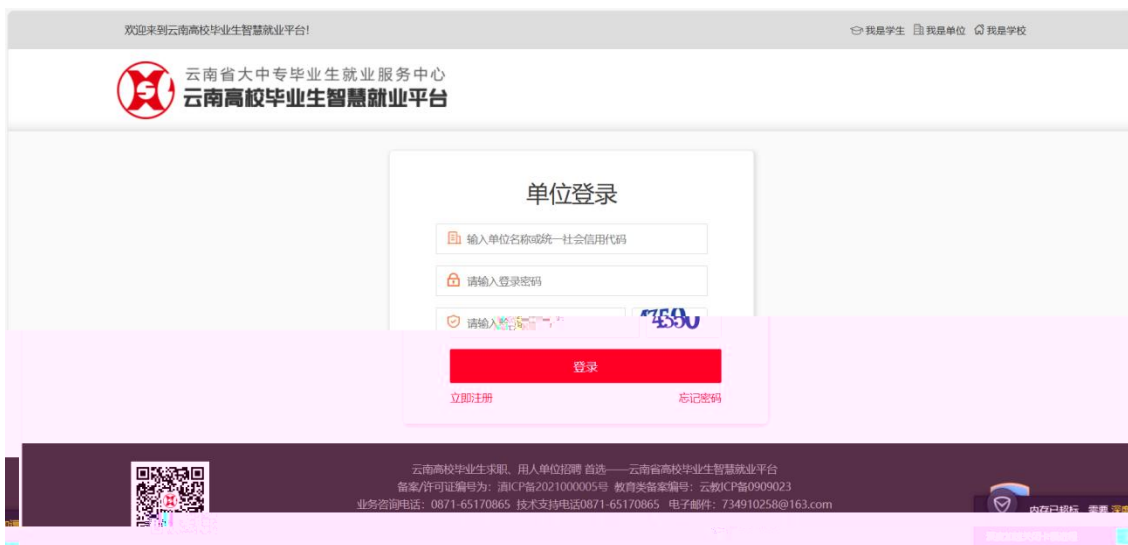 欢迎来到云南高校毕业生智慧就业平台!
我是学生 我是单位 我是学校
云南省大中专毕业生就业服务中心
云南高校毕业生智慧就业平台
单位登录
输入单位名称或统一社会信用代码
请输入登录密码
请输入
登录
立即注册 忘记密码
云南高校毕业生求职、用人单位招聘 首选——云南省高校毕业生智慧就业平台
备案/许可证编号为：滇ICP备2021000005号 教育类备案编号：云教ICP备0909023
业务咨询电话：0871-65170865 技术支持电话0871-65170865 电子邮件：734910258@163.com
内存已超标 需要